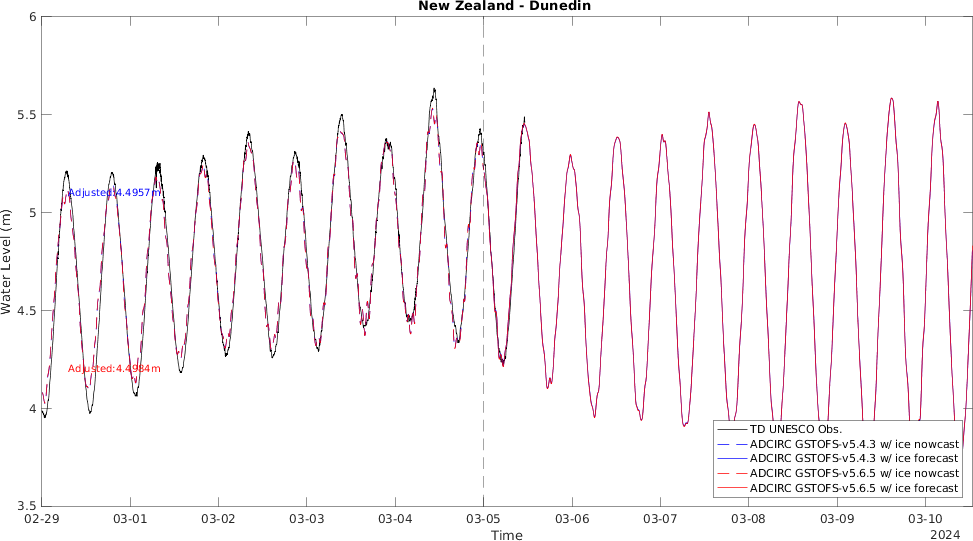 New Zealand - Dunedin
6
5.5
5
4.5
4
3.5
Water Level (m)
Adjusted:4.4957m
Adjusted:4.4984m
TD UNESCO Obs.
ADCIRC GSTOFS-v5.4.3 w/ ice nowcast
ADCIRC GSTOFS-v5.4.3 w/ ice forecast
ADCIRC GSTOFS-v5.6.5 w/ ice nowcast
ADCIRC GSTOFS-v5.6.5 w/ ice forecast
02-29 03-01 03-02 03-03 03-04 03-05 03-06 03-07 03-08 03-09 03-10
Time
2024